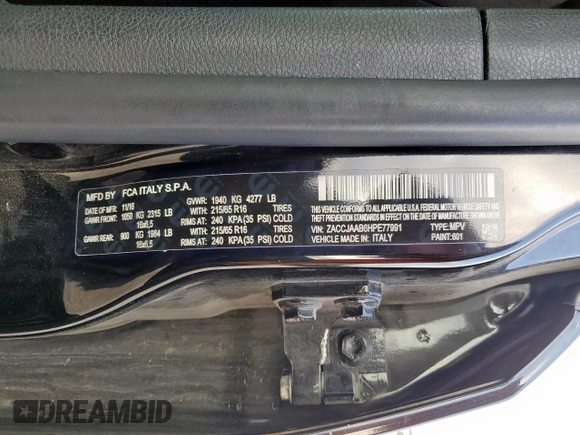 MFD BY FCA ITALY S.P.A.
DATE OF MFR: 11/16 GVWR: 1940 KG 4277 LB
GAWR FRONT: 1050 KG 2315 LB WITH 215/65 R16 TIRES
16x6,5 RIMS AT 240 KPA (35 PSI) COLD
GAWR REAR: 900 KG 1984 LB WITH 215/65 R16 TIRES
16x6,5 RIMS AT 240 KPA (35 PSI) COLD
THIS VEHICLE CONFORMS TO ALL APPLICABLE U.S.A. FEDERAL MOTOR
VEHICLE SAFETY, BUMPER, AND THEFT PREVENTION STANDARDS IN EFFECT
ON THE DATE OF MANUFACTURE SHOWN ABOVE.
VIN: ZACCJAAB6HPE77991 TYPE: MPV
VEHICLE MADE IN: ITALY PAINT: 601
DREAMBID